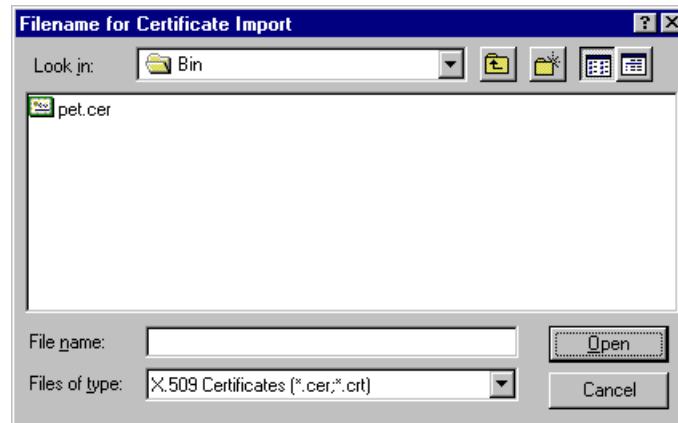 Filename for Certificate Import
Look in: Bin
pet.cer
File name: Open
Files of type: X.509 Certificates (*.cer;*.crt) Cancel